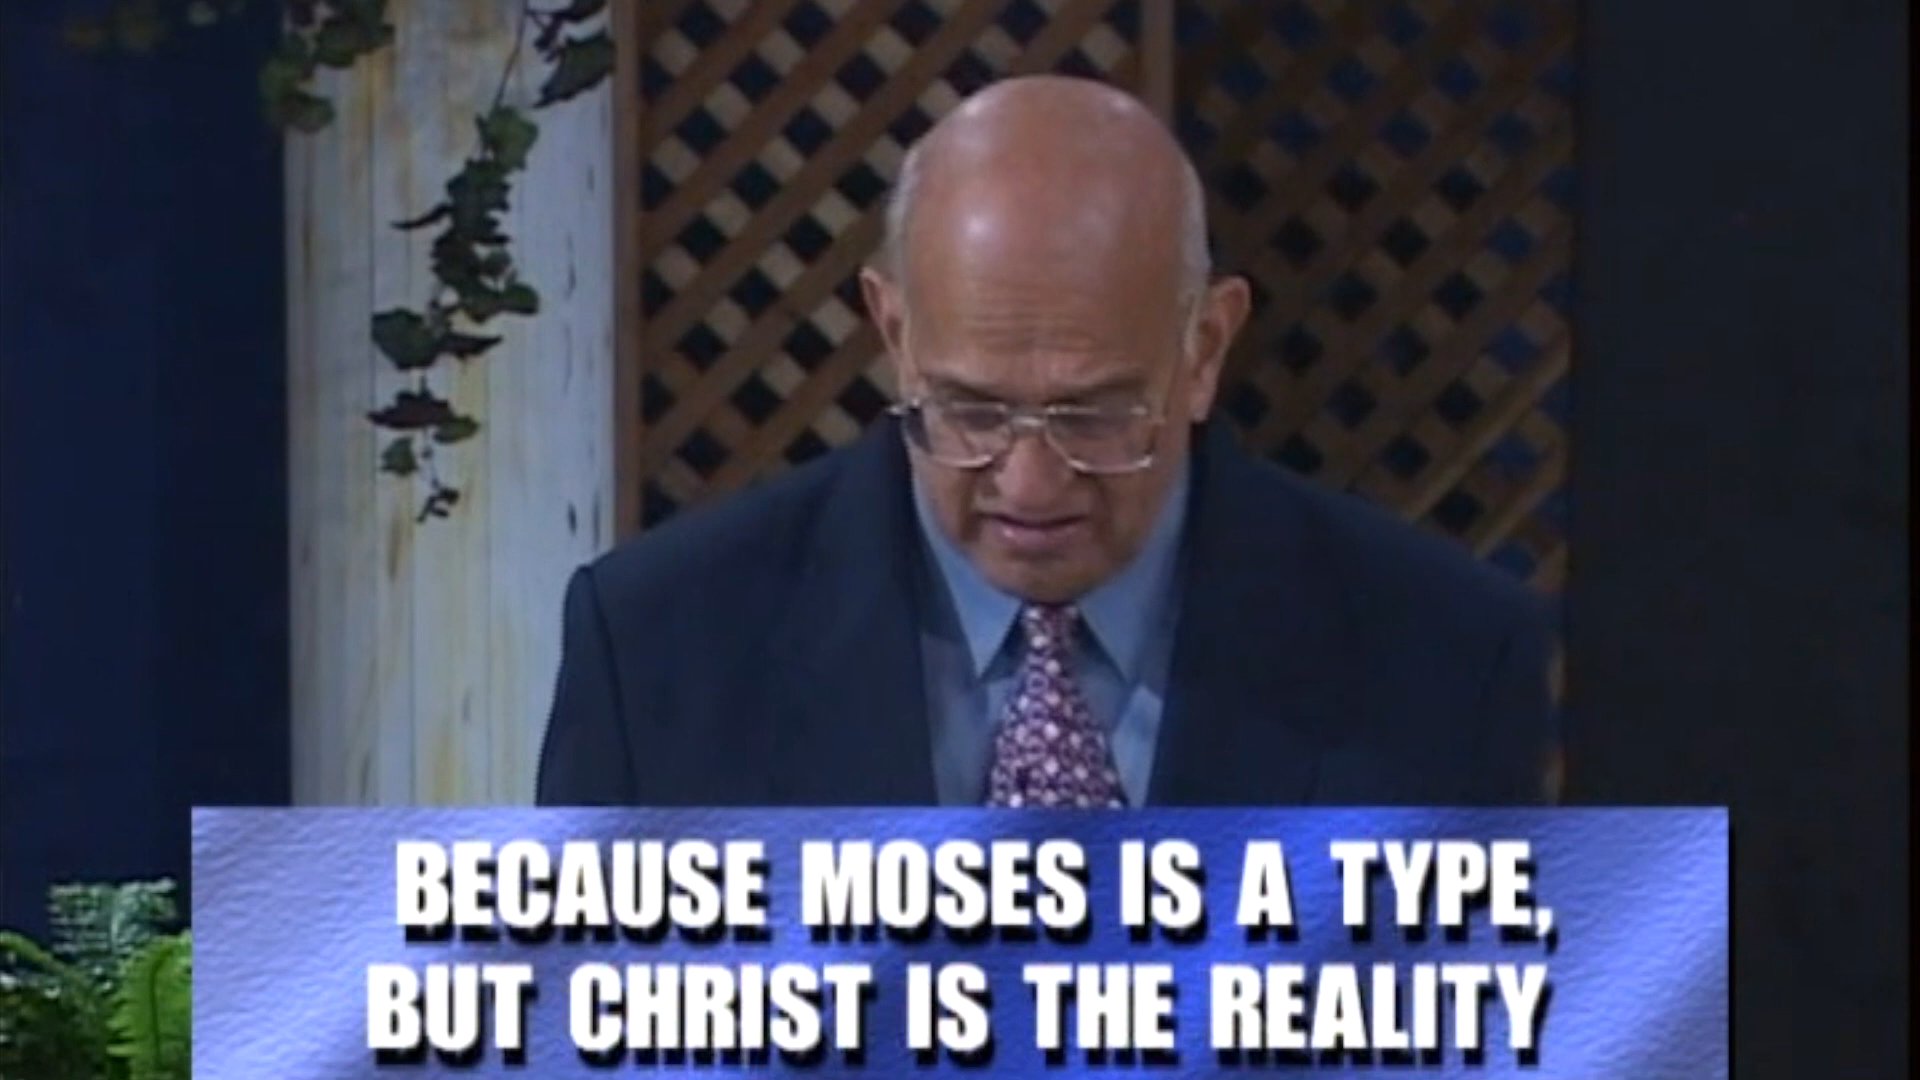 BECAUSE MOSES IS A TYPE,
BUT CHRIST IS THE REALITY